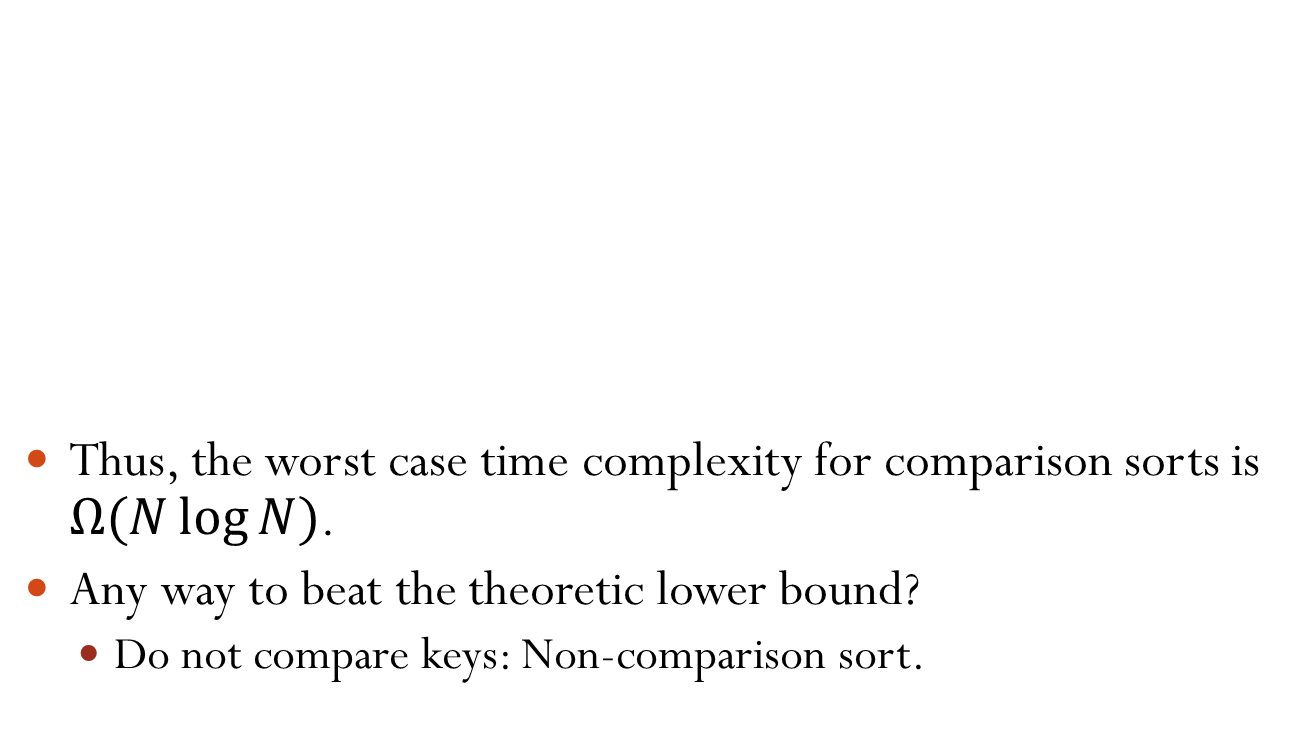 • Thus, the worst case time complexity for comparison sorts is
Ω(N log N).
• Any way to beat the theoretic lower bound?
• Do not compare keys: Non-comparison sort.